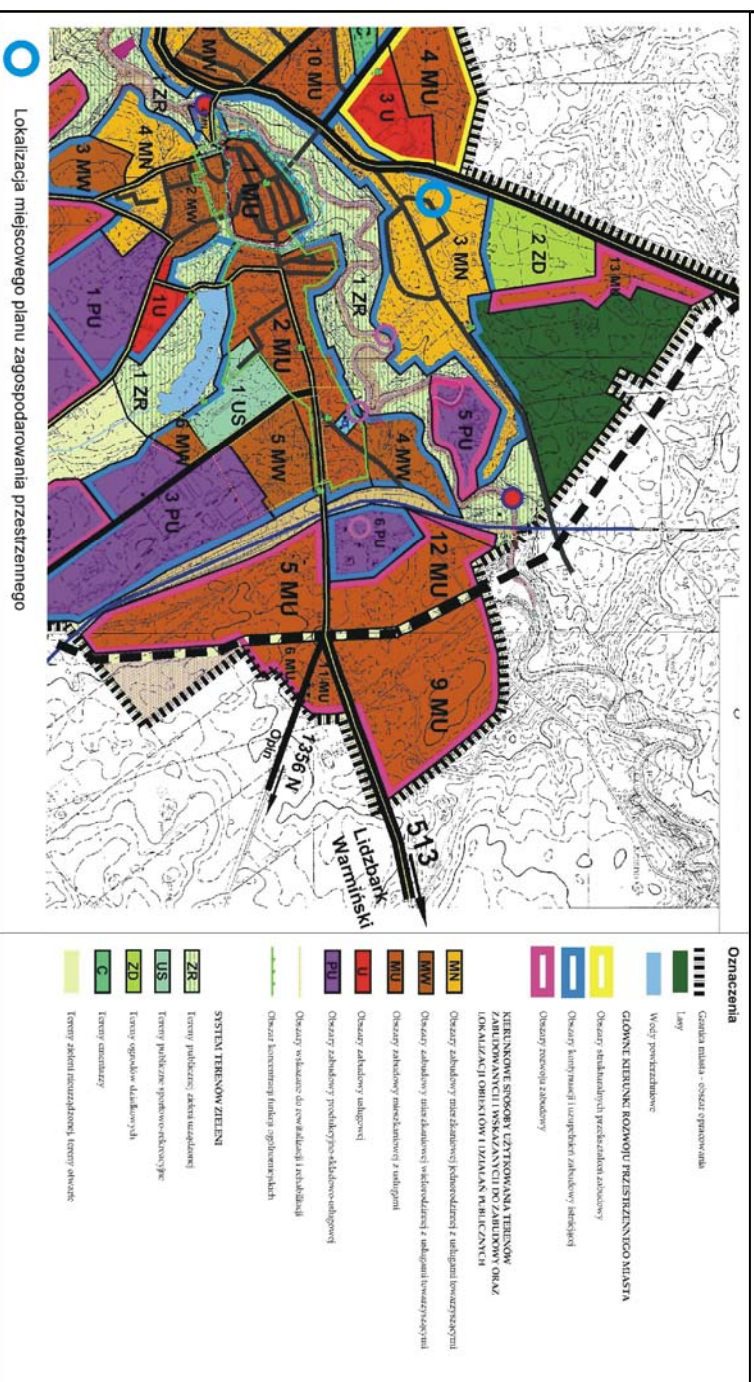 4 MU
10 MU
MW
3 U
1 ZR
4 MN
3 MW
2 MW
1 MU
1 ZR
3 MN
2 ZD
1 PU
1U
2 MU
1 ZR
1 US
5 MW
4 MW
5 PU
3 PU
6 PU
12 MU
5 MU
9 MU
6 MU
1356 N
513
Lidzbark
Warmiński
Lokalizacja miejscowego planu zagospodarowania przestrzennego
Oznaczenia
Granica miasta - obszar opracowania
Lasy
Wody powierzchniowe
GŁÓWNE KIERUNKI ROZWOJU PRZESTRZENNEGO MIASTA
Obszary strukturalnych przekształceń zabudowy
Obszary kontynuacji i uzupełnień zabudowy istniejącej
Obszary rozwoju zabudowy
KIERUNKOWE SPOSOBY UŻYTKOWANIA TERENÓW
ZABUDOWANYCH I WSKAZANYCH DO ZABUDOWY ORAZ
LOKALIZACJI OBIEKTÓW I DZIAŁAŃ PUBLICZNYCH
MN Obszary zabudowy mieszkaniowej jednorodzinnej z usługami towarzyszącymi
MW Obszary zabudowy mieszkaniowej wielorodzinnej z usługami towarzyszącymi
MU Obszary zabudowy mieszkaniowej z usługami
U Obszary zabudowy usługowej
PU Obszary zabudowy produkcyjno-składowo-usługowej
Obszary wskazane do rewitalizacji i rehabilitacji
Obszar koncentracji funkcji ogólnomiejskich
SYSTEM TERENÓW ZIELENI
ZR Tereny publicznej zieleni urządzonej
US Tereny publiczne sportowo-rekreacyjne
ZD Tereny ogrodów działkowych
C Tereny cmentarzy
Tereny zieleni nieurządzonej, tereny otwarte